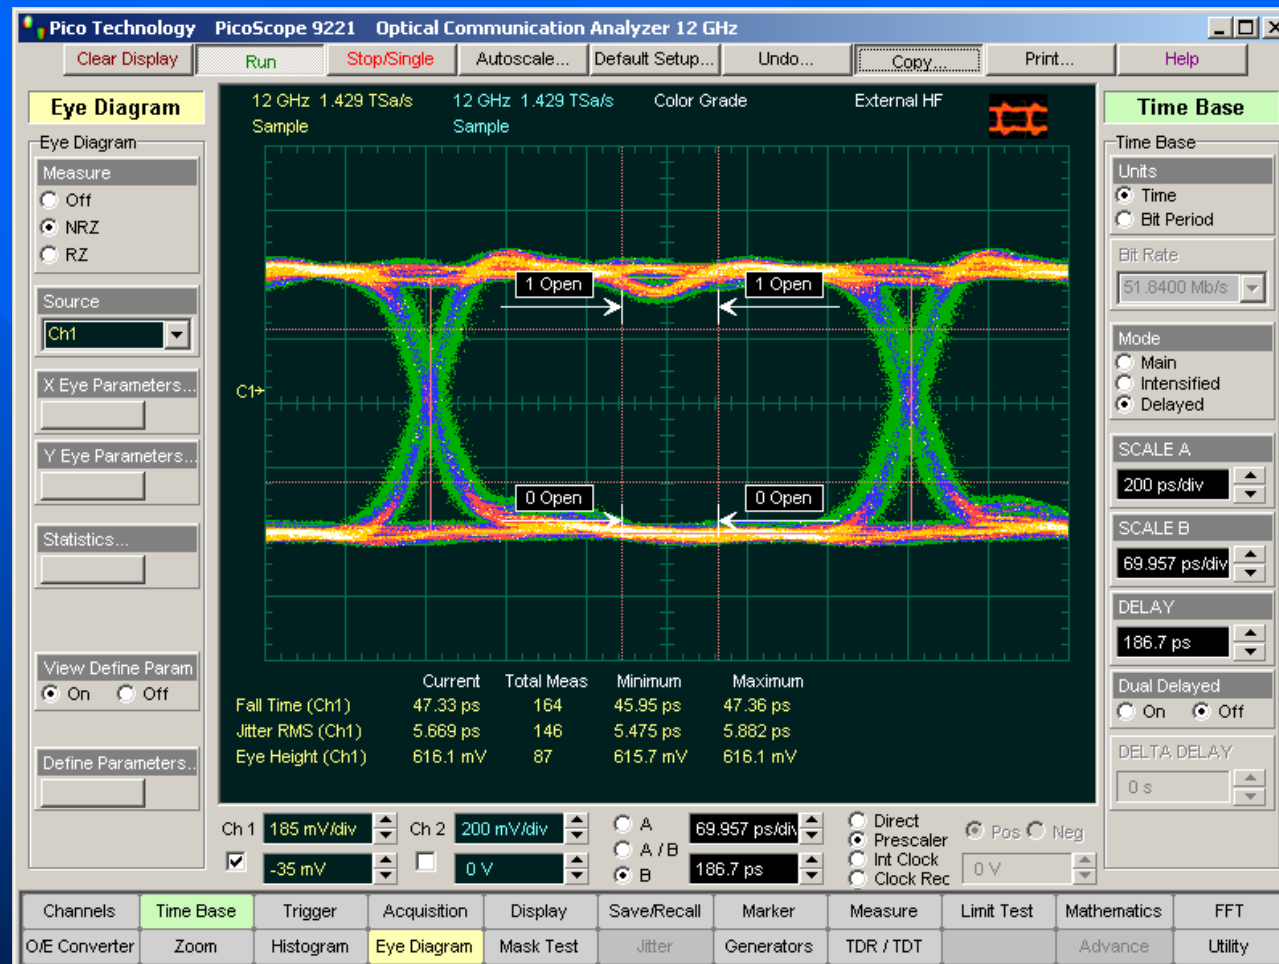 Pico Technology PicoScope 9221 Optical Communication Analyzer 12 GHz
Clear Display Run Stop/Single Autoscale... Default Setup... Undo... Copy... Print... Help
Eye Diagram
Eye Diagram
Measure
Off
NRZ
RZ
Source
Ch1
X Eye Parameters...
Y Eye Parameters...
Statistics...
View Define Param
On Off
Define Parameters..
12 GHz 1.429 TSa/s 12 GHz 1.429 TSa/s Color Grade External HF
Sample Sample
1 Open 1 Open
C1
0 Open 0 Open
Current Total Meas Minimum Maximum
Fall Time (Ch1) 47.33 ps 164 45.95 ps 47.36 ps
Jitter RMS (Ch1) 5.669 ps 146 5.475 ps 5.882 ps
Eye Height (Ch1) 616.1 mV 87 615.7 mV 616.1 mV
Time Base
Time Base
Units
Time
Bit Period
Bit Rate
51.8400 Mb/s
Mode
Main
Intensified
Delayed
SCALE A
200 ps/div
SCALE B
69.957 ps/div
DELAY
186.7 ps
Dual Delayed
On Off
DELTA DELAY
0 s
Ch 1 185 mV/div Ch 2 200 mV/div A 69.957 ps/div Direct
-35 mV 0 V A / B 186.7 ps Prescaler Pos Neg
B Int Clock 0 V
Clock Rec
Channels Time Base Trigger Acquisition Display Save/Recall Marker Measure Limit Test Mathematics FFT
O/E Converter Zoom Histogram Eye Diagram Mask Test Jitter Generators TDR / TDT Advance Utility